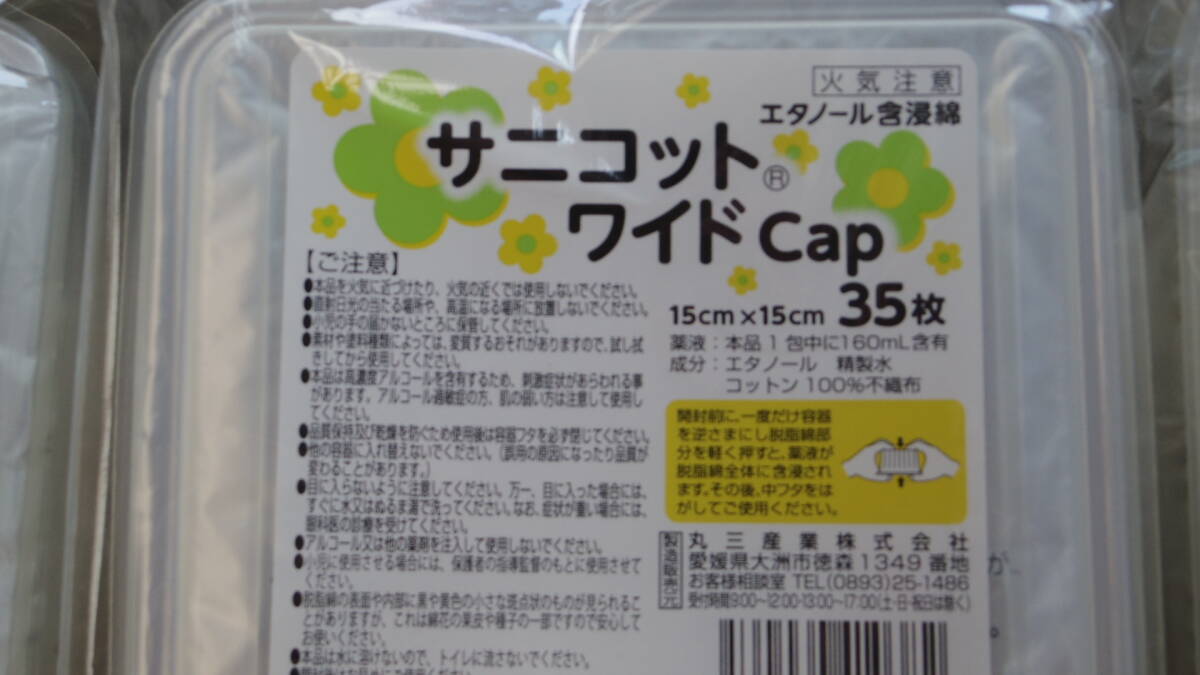 火気注意
エタノール含浸綿
サニコット®
ワイド Cap
15cm×15cm 35枚
薬液：本品1包中に160mL含有
成分：エタノール 精製水
コットン100%不織布
開封前に、一度だけ容器
を逆さまにし脱脂綿部
分を軽く押すと、薬液が
脱脂綿全体に含浸され
ます。その後、中フタをは
がしてご使用ください。
製造販売元
丸三産業株式会社
愛媛県大洲市徳森1349番地
お客様相談室 TEL(0893)25-1486
受付時間9:00〜12:00・13:00〜17:00(土・日・祝日は除く)
【ご注意】
●本品を火気に近づけたり、火気の近くでは使用しないでください。
●直射日光の当たる場所や、高温になる場所に放置しないでください。
●小児の手の届かないところに保管してください。
●素材や塗料種類によっては、変質するおそれがありますので、試し拭
きしてから使用してください。
●本品は高濃度アルコールを含有するため、刺激症状があらわれる事
があります。アルコール過敏症の方、肌の弱い方は注意して使用し
てください。
●品質保持及び乾燥を防ぐため使用後は容器フタを必ず閉じてください。
●他の容器に入れ替えないでください。(誤用の原因になったり品質が
変わることがあります。)
●目に入らないように注意してください。万一、目に入った場合には、
すぐに水又はぬるま湯で洗ってください。なお、症状が重い場合には、
眼科医の診療を受けてください。
●アルコール又は他の薬剤を注入して使用しないでください。
●小児に使用させる場合には、保護者の指導監督のもとに使用させて
ください。
●脱脂綿の表面や内部に黒や黄色の小さな斑点状のものが見られるこ
とがありますが、これは綿花の葉皮や種子の一部ですので安心して
お使いください。
●本品は水に溶けないので、トイレに流さないでください。
が、